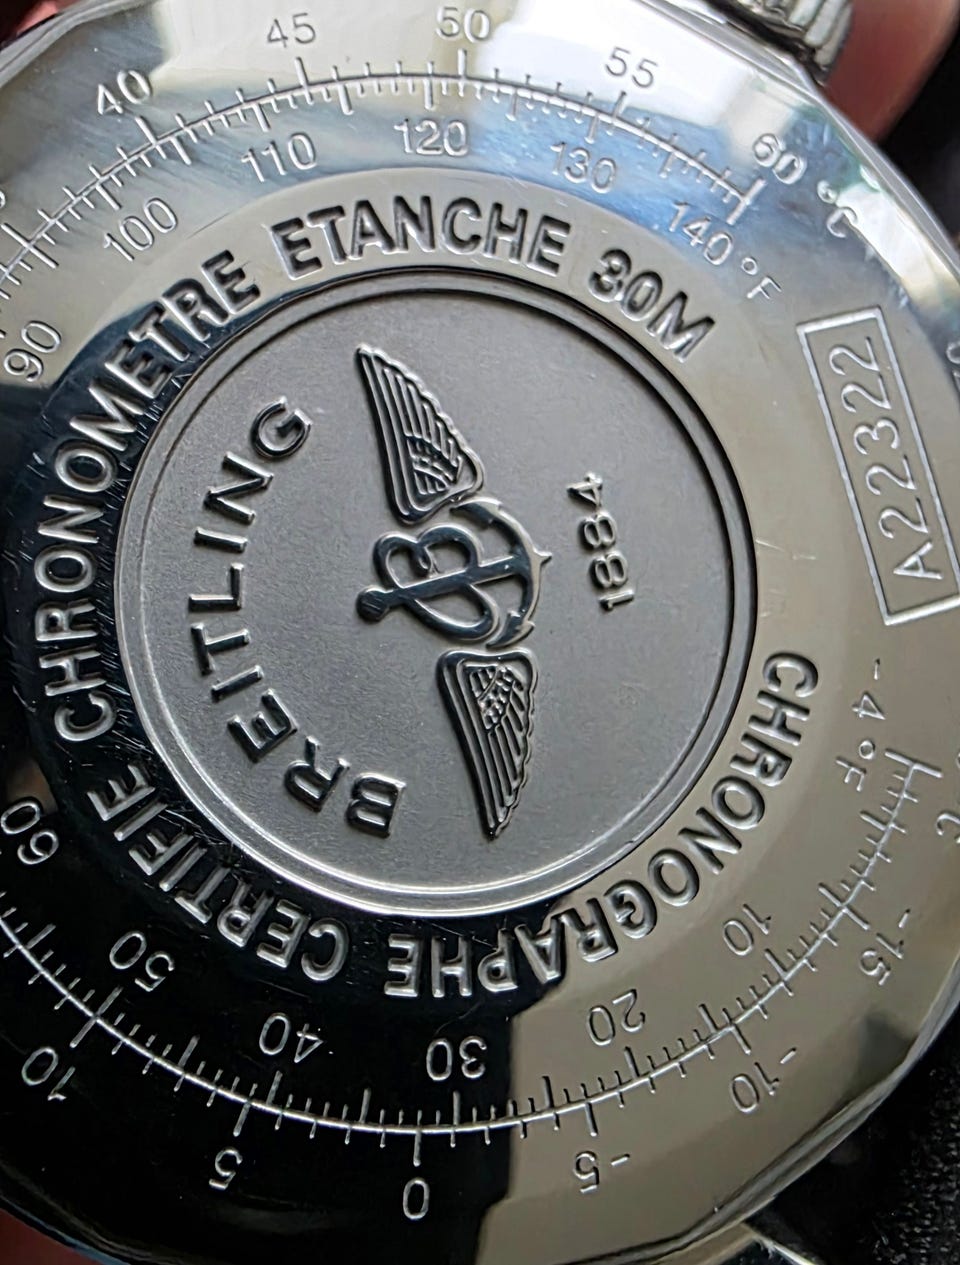 BREITLING
1884
CHRONOGRAPHE CERTIFIE CHRONOMETRE ETANCHE 30M
A22322
-4 °F 10 20 30 40 50 60 90 100 110 120 130 140 °F
-15 -10 -5 0 5 10 40 45 50 55 60 °C